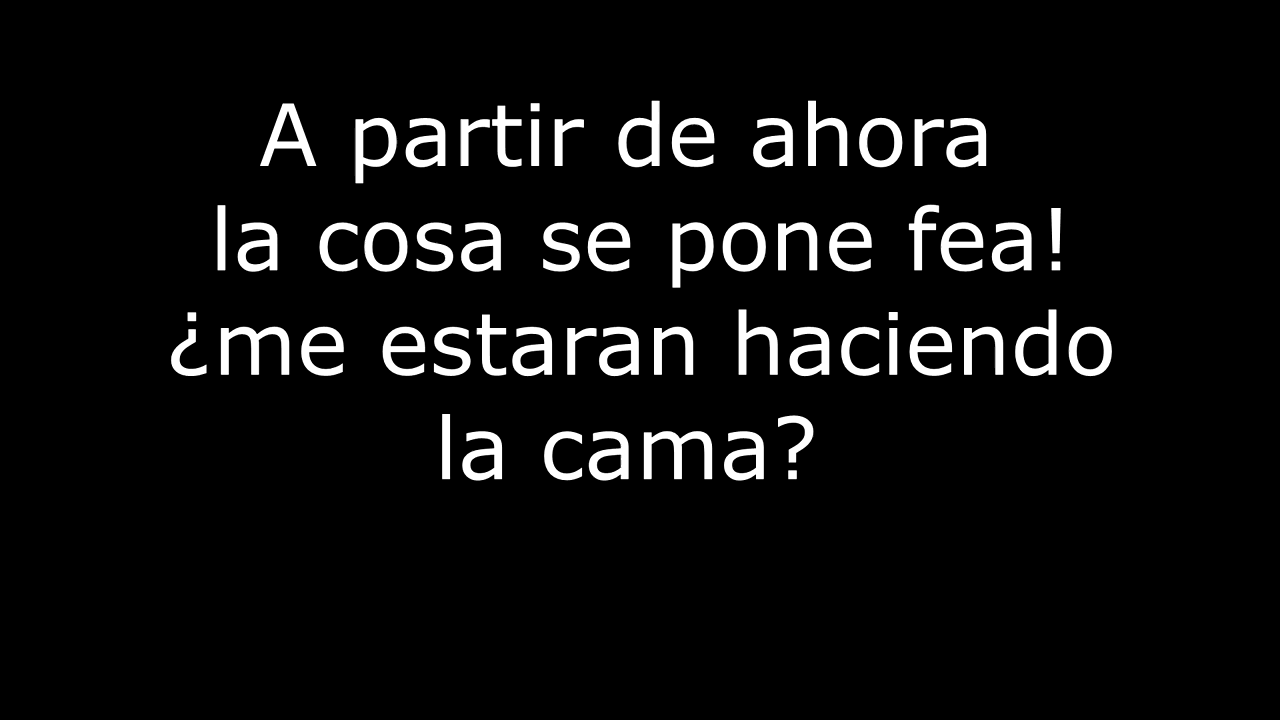 A partir de ahora
la cosa se pone fea!
¿me estaran haciendo
la cama?